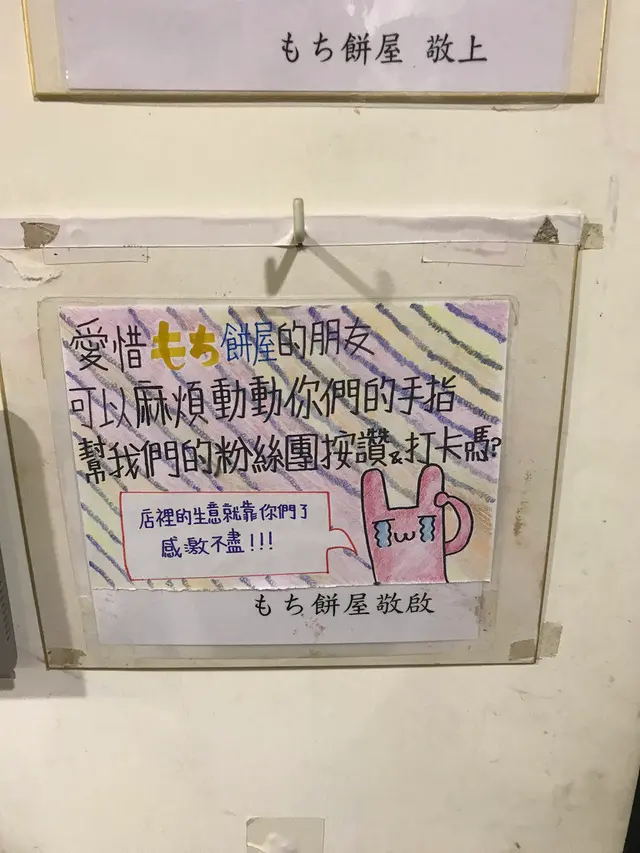 もち餅屋 敬上
愛惜もち餅屋的朋友
可以麻煩動動你們的手指
幫我們的粉絲團按讚&打卡嗎?
店裡的生意就靠你們了
感激不盡!!!
もち餅屋敬啟